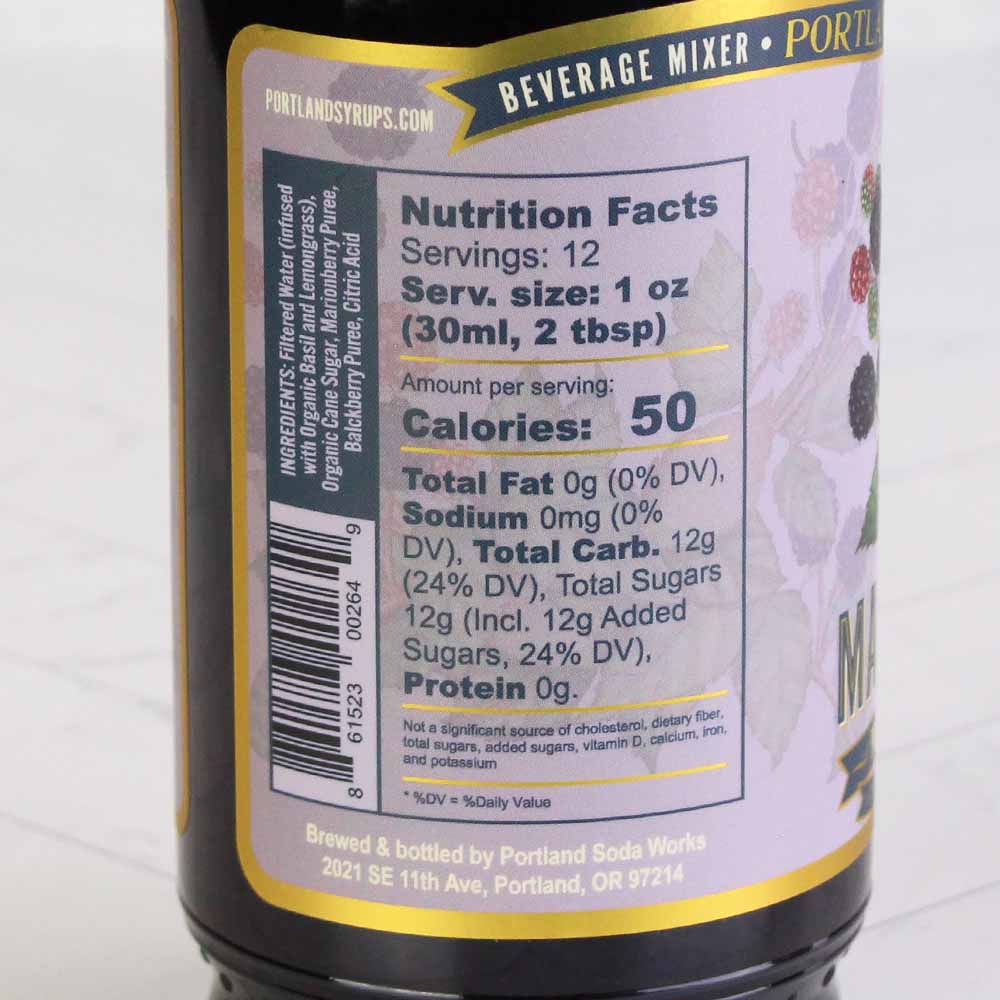 BEVERAGE MIXER • PORTLA
PORTLANDSYRUPS.COM
INGREDIENTS: Filtered Water (infused
with Organic Basil and Lemongrass),
Organic Cane Sugar, Marionberry Puree,
Balckberry Puree, Citric Acid
Nutrition Facts
Servings: 12
Serv. size: 1 oz
(30ml, 2 tbsp)
Amount per serving:
Calories: 50
Total Fat 0g (0% DV),
Sodium 0mg (0%
DV), Total Carb. 12g
(24% DV), Total Sugars
12g (Incl. 12g Added
Sugars, 24% DV),
Protein 0g.
Not a significant source of cholesterol, dietary fiber,
total sugars, added sugars, vitamin D, calcium, iron,
and potassium
* %DV = %Daily Value
8 61523 00264 9
Brewed & bottled by Portland Soda Works
2021 SE 11th Ave, Portland, OR 97214
MA